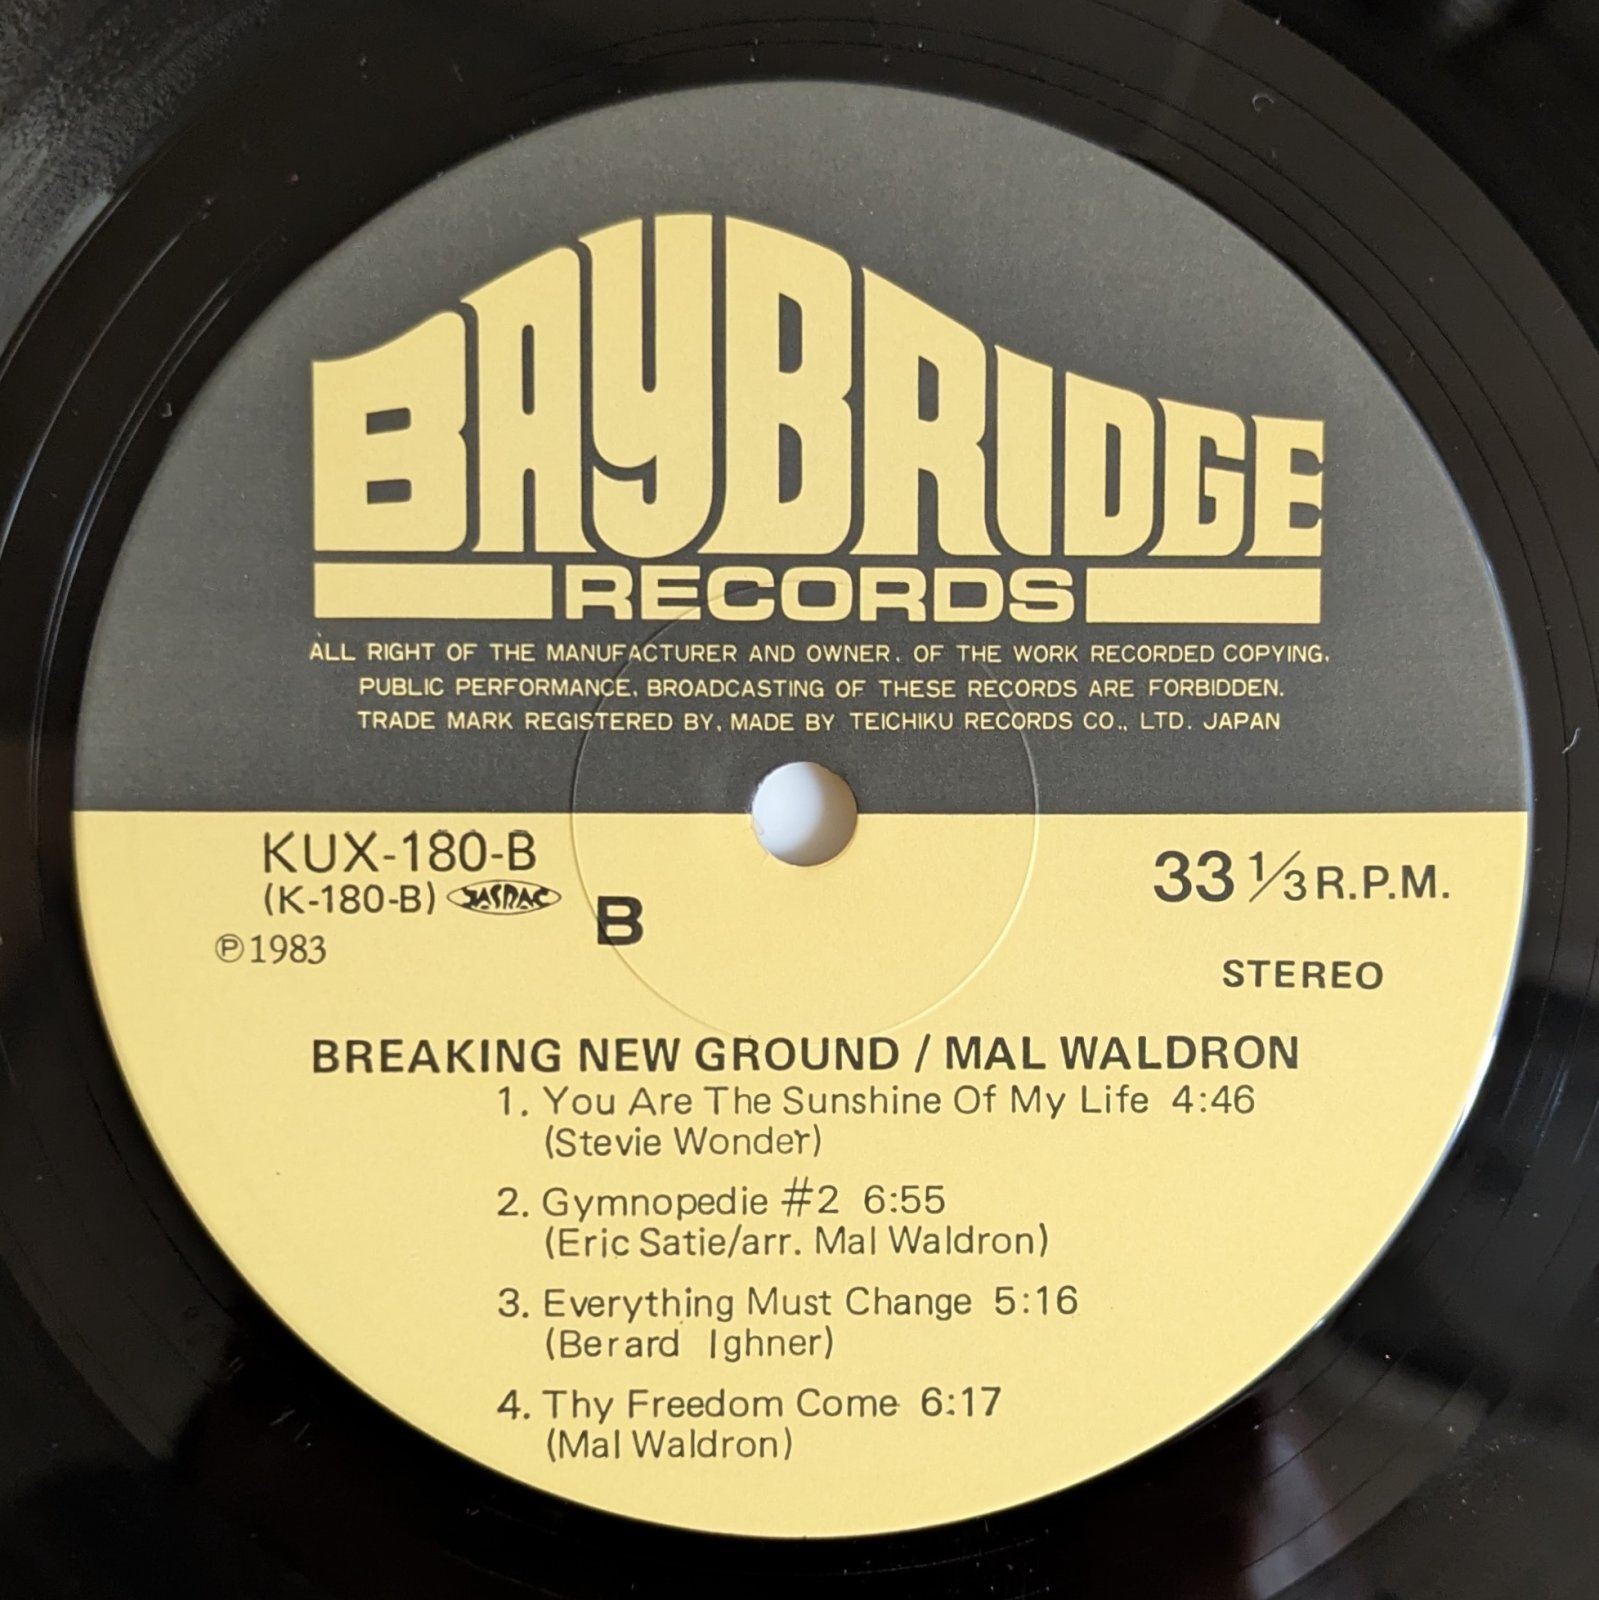 BAYBRIDGE
RECORDS
ALL RIGHT OF THE MANUFACTURER AND OWNER. OF THE WORK RECORDED COPYING.
PUBLIC PERFORMANCE. BROADCASTING OF THESE RECORDS ARE FORBIDDEN.
TRADE MARK REGISTERED BY. MADE BY TEICHIKU RECORDS CO., LTD. JAPAN
KUX-180-B
(K-180-B) JASRAC
B
℗1983
33 1/3 R.P.M.
STEREO
BREAKING NEW GROUND / MAL WALDRON
1. You Are The Sunshine Of My Life 4:46
(Stevie Wonder)
2. Gymnopedie #2 6:55
(Eric Satie/arr. Mal Waldron)
3. Everything Must Change 5:16
(Berard Ighner)
4. Thy Freedom Come 6:17
(Mal Waldron)